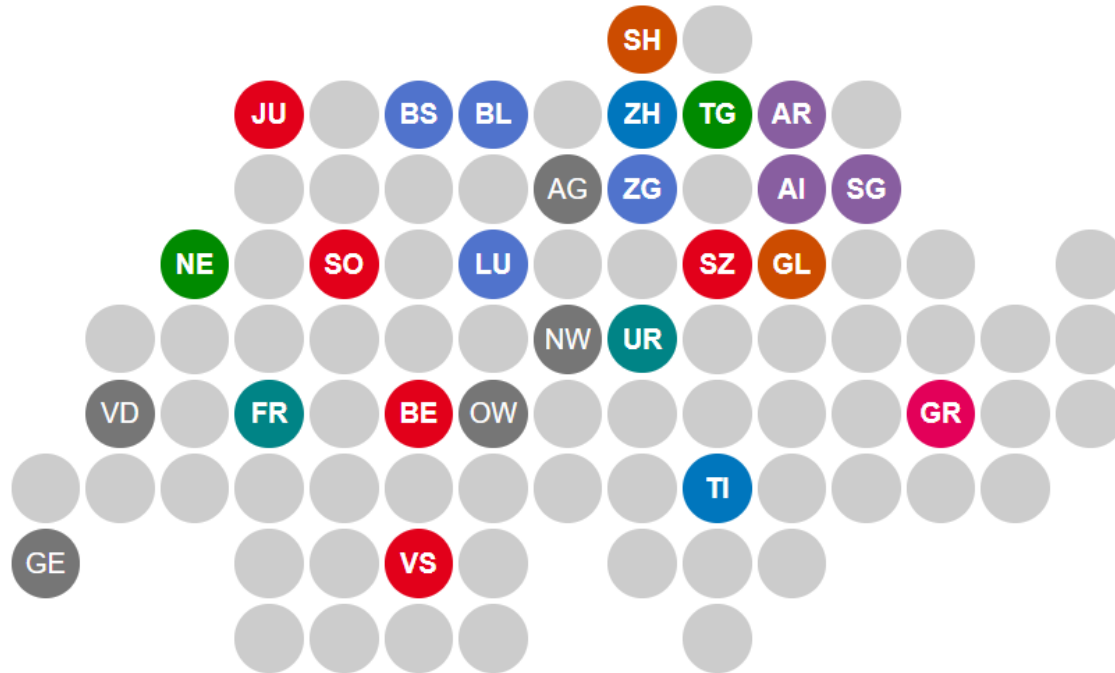 SH
JU BS BL ZH TG AR
AG ZG AI SG
NE SO LU SZ GL
NW UR
VD FR BE OW GR
TI
GE VS